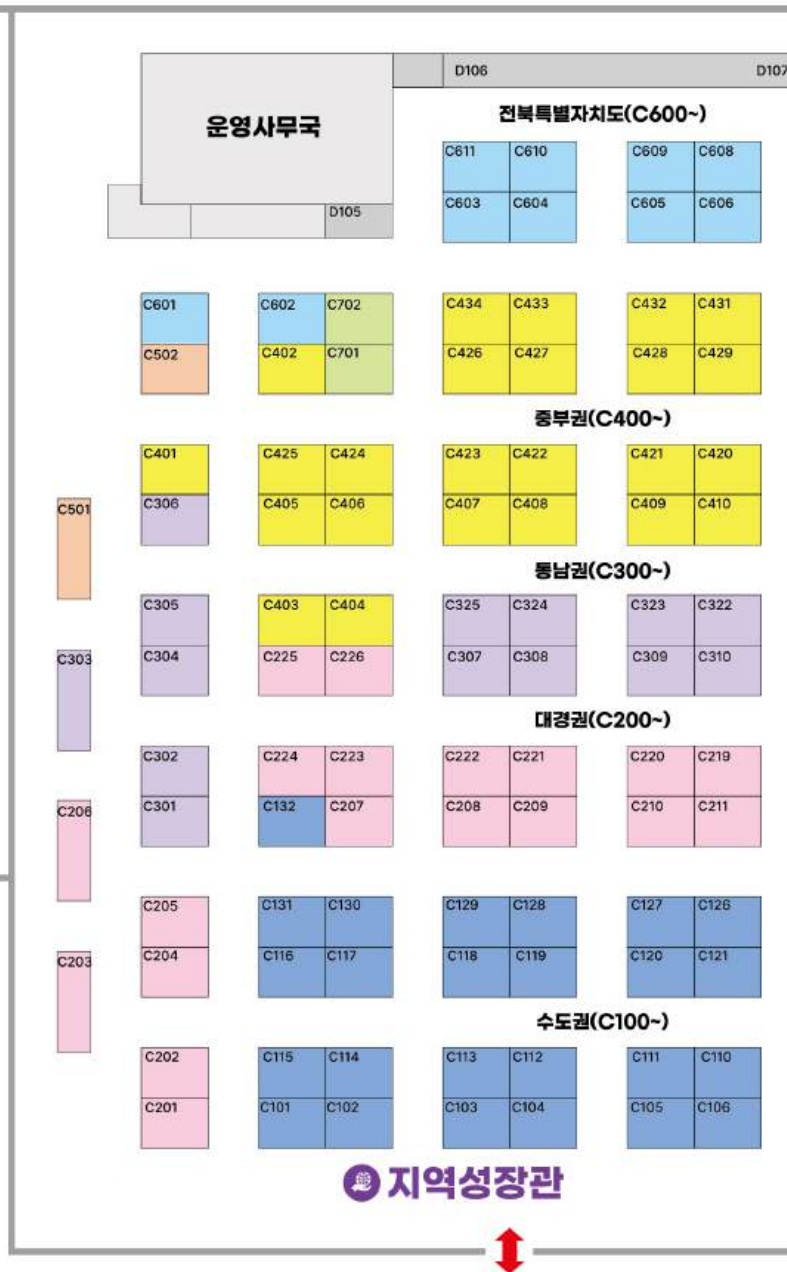 D106 D107
운영사무국
전북특별자치도(C600~)
C611 C610 C609 C608
C603 C604 C605 C606
D105
C601 C602 C702 C434 C433 C432 C431
C502 C402 C701 C426 C427 C428 C429
중부권(C400~)
C401 C425 C424 C423 C422 C421 C420
C306 C405 C406 C407 C408 C409 C410
C501
동남권(C300~)
C305 C403 C404 C325 C324 C323 C322
C304 C225 C226 C307 C308 C309 C310
C303
대경권(C200~)
C302 C224 C223 C222 C221 C220 C219
C301 C132 C207 C208 C209 C210 C211
C206
C205 C131 C130 C129 C128 C127 C126
C204 C116 C117 C118 C119 C120 C121
C203
수도권(C100~)
C202 C115 C114 C113 C112 C111 C110
C201 C101 C102 C103 C104 C105 C106
지역성장관